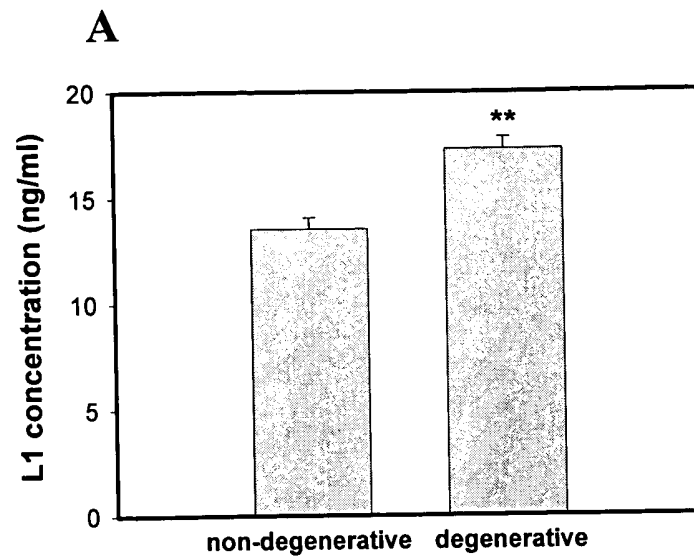 A
20
**
15
10
5
0
L1 concentration (ng/ml)
non-degenerative degenerative